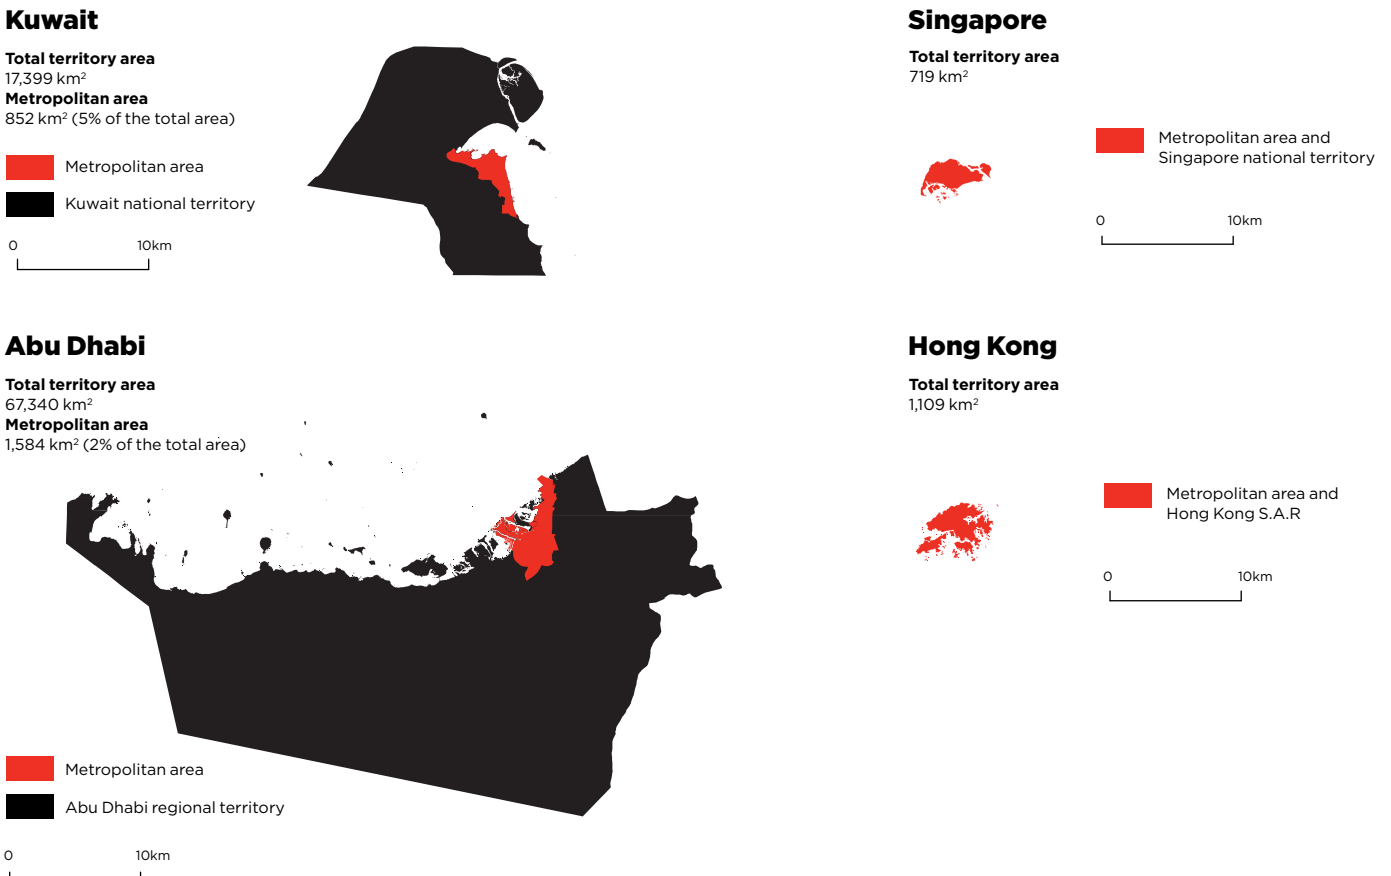 Kuwait
Total territory area
17,399 km²
Metropolitan area
852 km² (5% of the total area)
Metropolitan area
Kuwait national territory
0 10km
Singapore
Total territory area
719 km²
Metropolitan area and
Singapore national territory
0 10km
Abu Dhabi
Total territory area
67,340 km²
Metropolitan area
1,584 km² (2% of the total area)
Metropolitan area
Abu Dhabi regional territory
0 10km
Hong Kong
Total territory area
1,109 km²
Metropolitan area and
Hong Kong S.A.R
0 10km